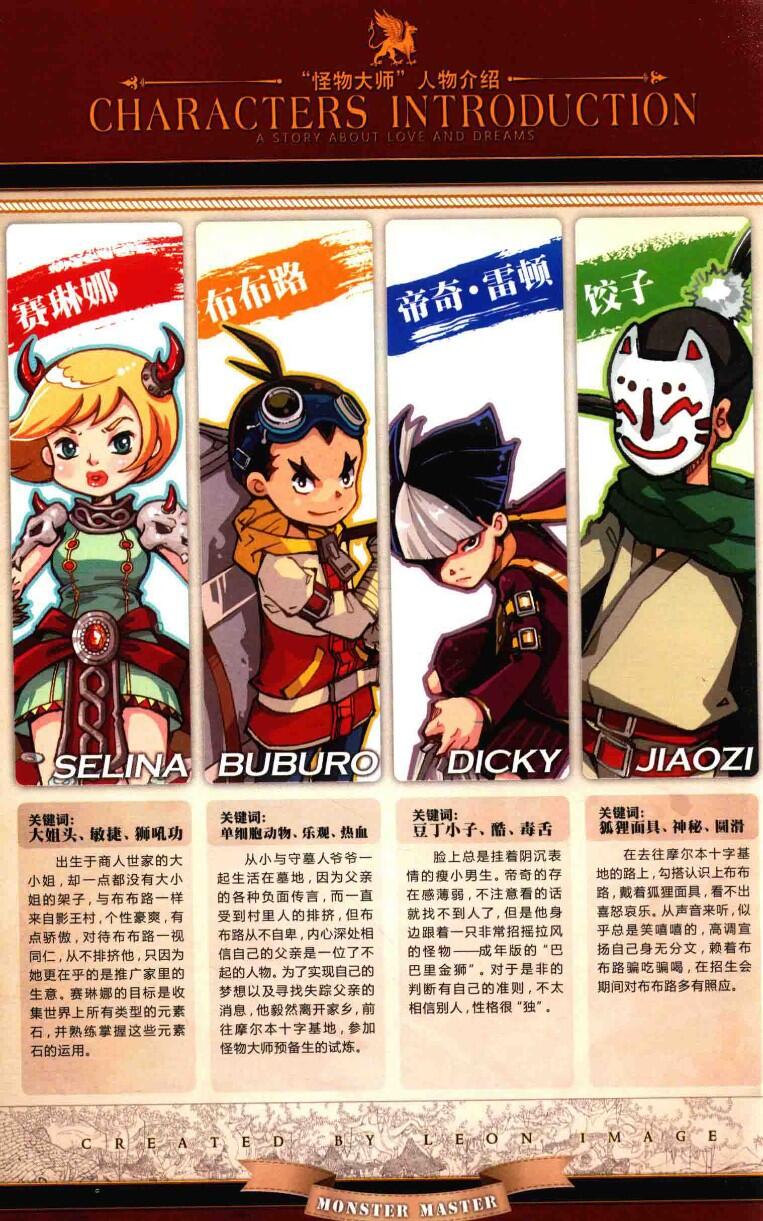 “怪物大师”人物介绍
CHARACTERS INTRODUCTION
A STORY ABOUT LOVE AND DREAMS
赛琳娜
SELINA
关键词:
大姐头、敏捷、狮吼功
出生于商人世家的大
小姐，却一点都没有大小
姐的架子，与布布路一样
来自影王村，个性豪爽，有
点骄傲，对待布布路一视
同仁，从不排挤他，只因为
她更在乎的是推广家里的
生意。赛琳娜的目标是收
集世界上所有类型的元素
石，并熟练掌握这些元素
石的运用。
布布路
BUBURO
关键词:
单细胞动物、乐观、热血
从小与守墓人爷爷一
起生活在墓地，因为父亲
的各种负面传言，而一直
受到村里人的排挤，但布
布路从不自卑，内心深处相
信自己的父亲是一位了不
起的人物。为了实现自己的
梦想以及寻找失踪父亲的
消息，他毅然离开家乡，前
往摩尔本十字基地，参加
怪物大师预备生的试炼。
帝奇·雷顿
DICKY
关键词:
豆丁小子、酷、毒舌
脸上总是挂着阴沉表
情的瘦小男生。帝奇的存
在感薄弱，不注意看的话
就找不到人了，但是他身
边跟着一只非常招摇拉风
的怪物——成年版的“巴
巴里金狮”。对于是非的
判断有自己的准则，不太
相信别人，性格很“独”。
饺子
JIAOZI
关键词:
狐狸面具、神秘、圆滑
在去往摩尔本十字基
地的路上，勾搭认识上布布
路，戴着狐狸面具，看不出
喜怒哀乐。从声音来听，似
乎总是笑嘻嘻的，高调宣
扬自己身无分文，赖着布
布路骗吃骗喝，在招生会
期间对布布路多有照应。
CREATED BY LEON IMAGE
MONSTER MASTER